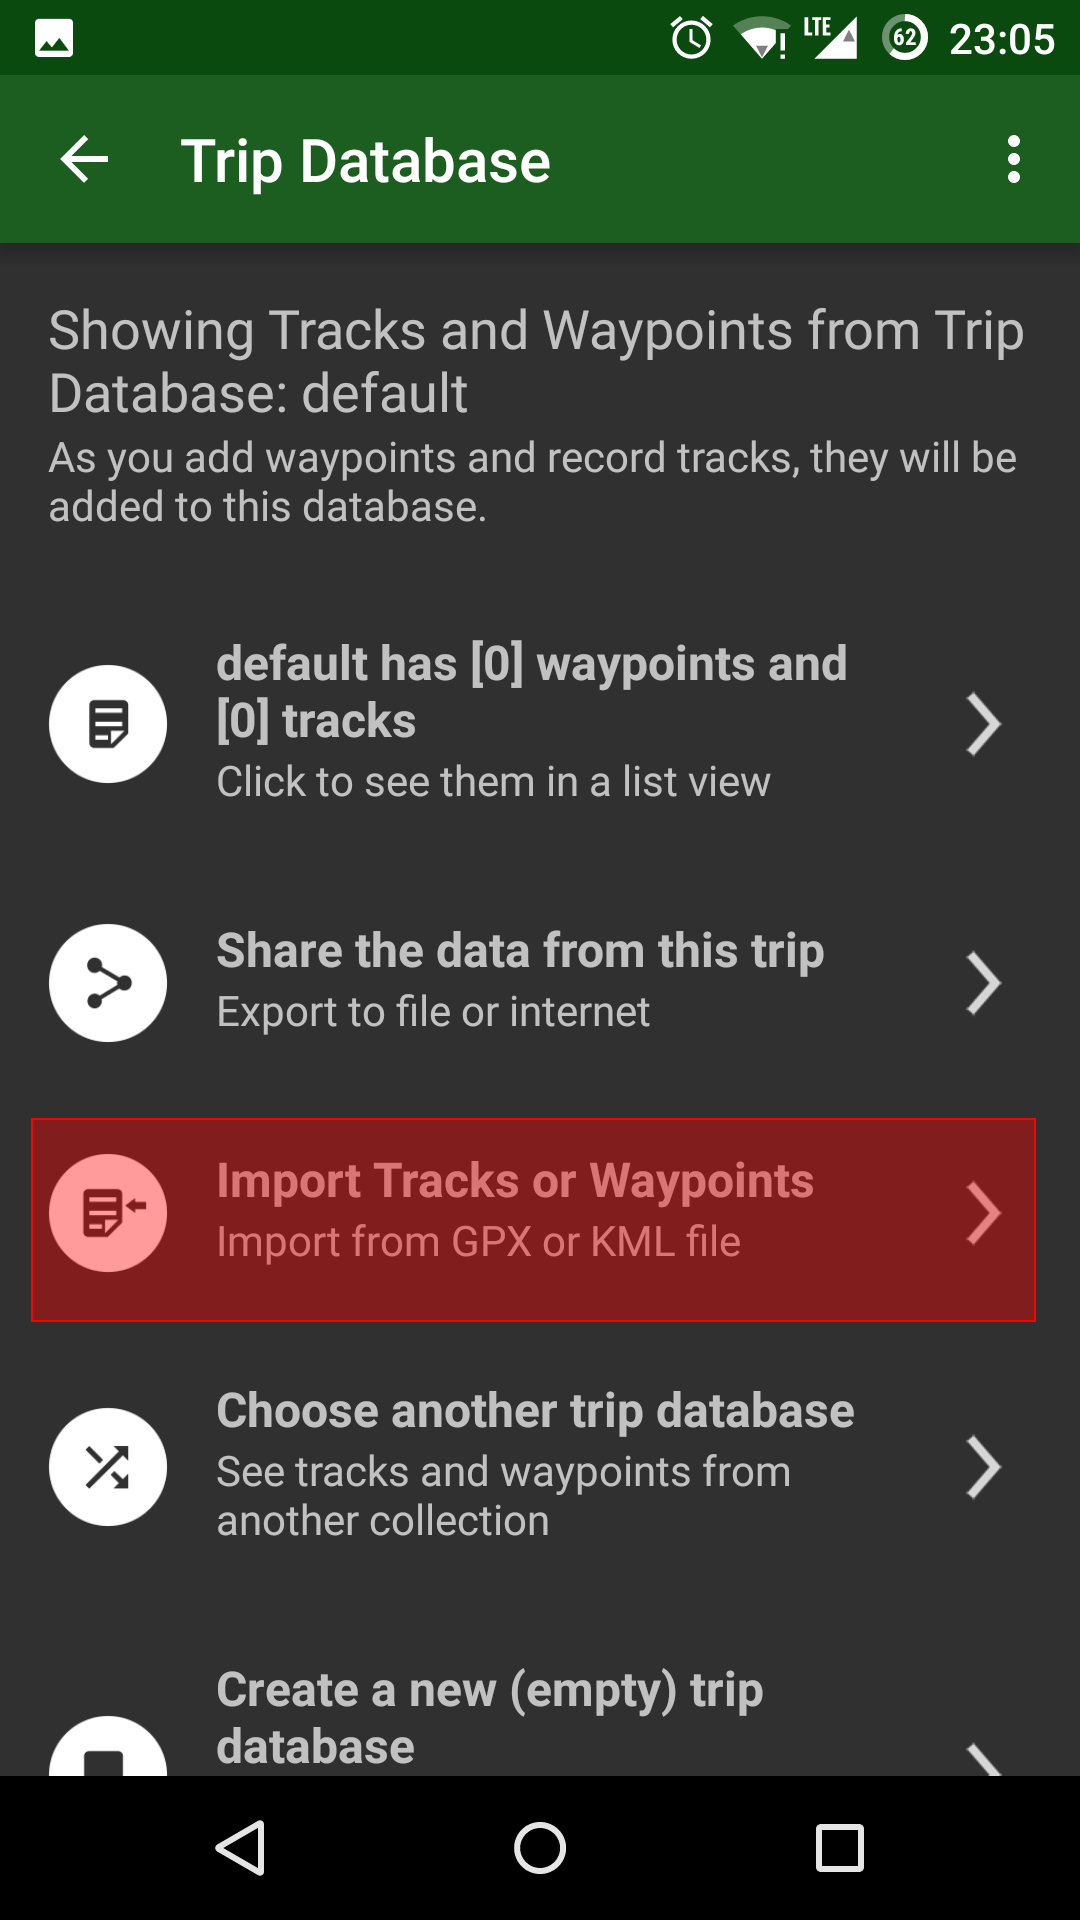 LTE 62 23:05
Trip Database
Showing Tracks and Waypoints from Trip
Database: default
As you add waypoints and record tracks, they will be
added to this database.
default has [0] waypoints and
[0] tracks
Click to see them in a list view
Share the data from this trip
Export to file or internet
Import Tracks or Waypoints
Import from GPX or KML file
Choose another trip database
See tracks and waypoints from
another collection
Create a new (empty) trip
database